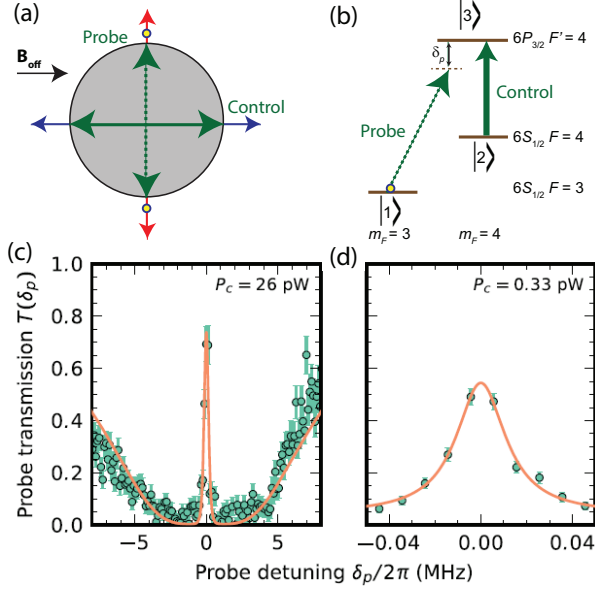 (a)
Probe
B_off
Control
(b)
|3⟩
6P_3/2 F' = 4
δ_p
Probe
Control
6S_1/2 F = 4
|2⟩
6S_1/2 F = 3
|1⟩
m_F = 3
m_F = 4
(c)
P_c = 26 pW
Probe transmission T(δ_p)
1.0
0.8
0.6
0.4
0.2
0.0
−5
0
5
(d)
P_c = 0.33 pW
−0.04
0.00
0.04
Probe detuning δ_p/2π (MHz)